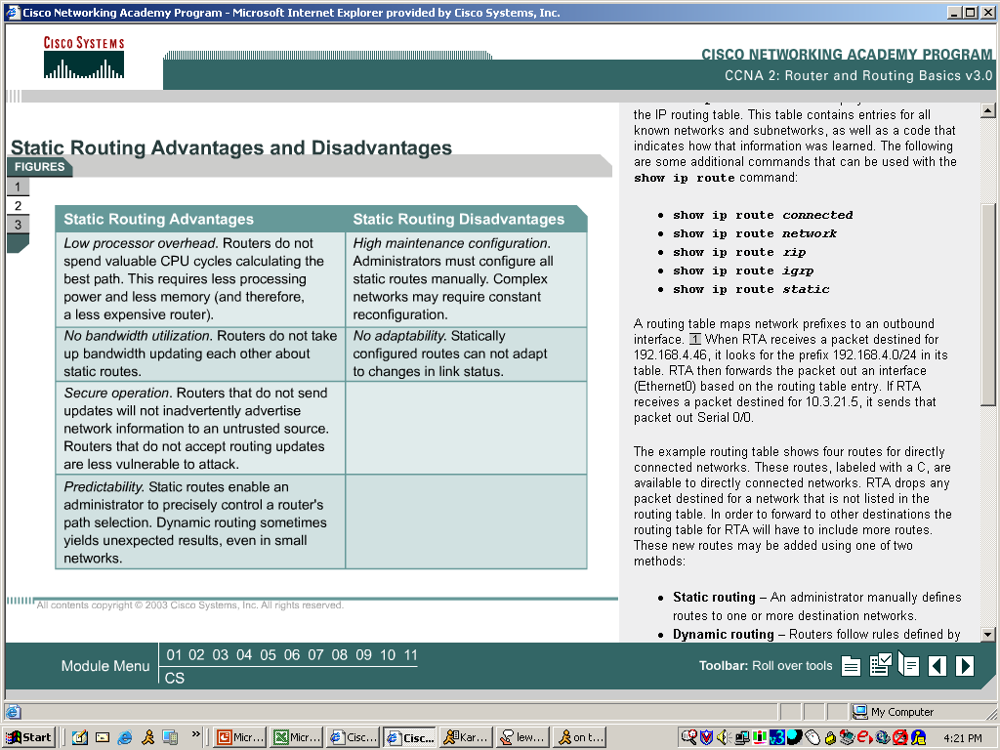 Cisco Networking Academy Program - Microsoft Internet Explorer provided by Cisco Systems, Inc.
CISCO SYSTEMS
CISCO NETWORKING ACADEMY PROGRAM
CCNA 2: Router and Routing Basics v3.0
Static Routing Advantages and Disadvantages
FIGURES
1
2
3
Static Routing Advantages
Low processor overhead. Routers do not
spend valuable CPU cycles calculating the
best path. This requires less processing
power and less memory (and therefore,
a less expensive router).
No bandwidth utilization. Routers do not take
up bandwidth updating each other about
static routes.
Secure operation. Routers that do not send
updates will not inadvertently advertise
network information to an untrusted source.
Routers that do not accept routing updates
are less vulnerable to attack.
Predictability. Static routes enable an
administrator to precisely control a router's
path selection. Dynamic routing sometimes
yields unexpected results, even in small
networks.
Static Routing Disadvantages
High maintenance configuration.
Administrators must configure all
static routes manually. Complex
networks may require constant
reconfiguration.
No adaptability. Statically
configured routes can not adapt
to changes in link status.
All contents copyright © 2003 Cisco Systems, Inc. All rights reserved.
the IP routing table. This table contains entries for all
known networks and subnetworks, as well as a code that
indicates how that information was learned. The following
are some additional commands that can be used with the
show ip route command:
• show ip route connected
• show ip route network
• show ip route rip
• show ip route igrp
• show ip route static
A routing table maps network prefixes to an outbound
interface. 1 When RTA receives a packet destined for
192.168.4.46, it looks for the prefix 192.168.4.0/24 in its
table. RTA then forwards the packet out an interface
(Ethernet0) based on the routing table entry. If RTA
receives a packet destined for 10.3.21.5, it sends that
packet out Serial 0/0.
The example routing table shows four routes for directly
connected networks. These routes, labeled with a C, are
available to directly connected networks. RTA drops any
packet destined for a network that is not listed in the
routing table. In order to forward to other destinations the
routing table for RTA will have to include more routes.
These new routes may be added using one of two
methods:
• Static routing – An administrator manually defines
routes to one or more destination networks.
• Dynamic routing – Routers follow rules defined by
Module Menu
01 02 03 04 05 06 07 08 09 10 11
CS
Toolbar: Roll over tools
My Computer
Start
»
Micr...
Micr...
Cisc...
Cisc...
Kar...
lew...
on t...
4:21 PM